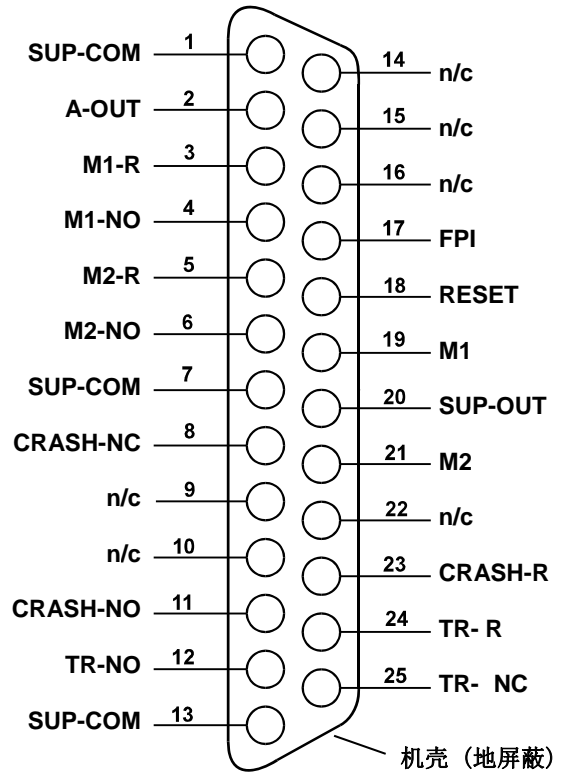 SUP-COM 1
A-OUT 2
M1-R 3
M1-NO 4
M2-R 5
M2-NO 6
SUP-COM 7
CRASH-NC 8
n/c 9
n/c 10
CRASH-NO 11
TR-NO 12
SUP-COM 13
14 n/c
15 n/c
16 n/c
17 FPI
18 RESET
19 M1
20 SUP-OUT
21 M2
22 n/c
23 CRASH-R
24 TR- R
25 TR- NC
机壳（地屏蔽）